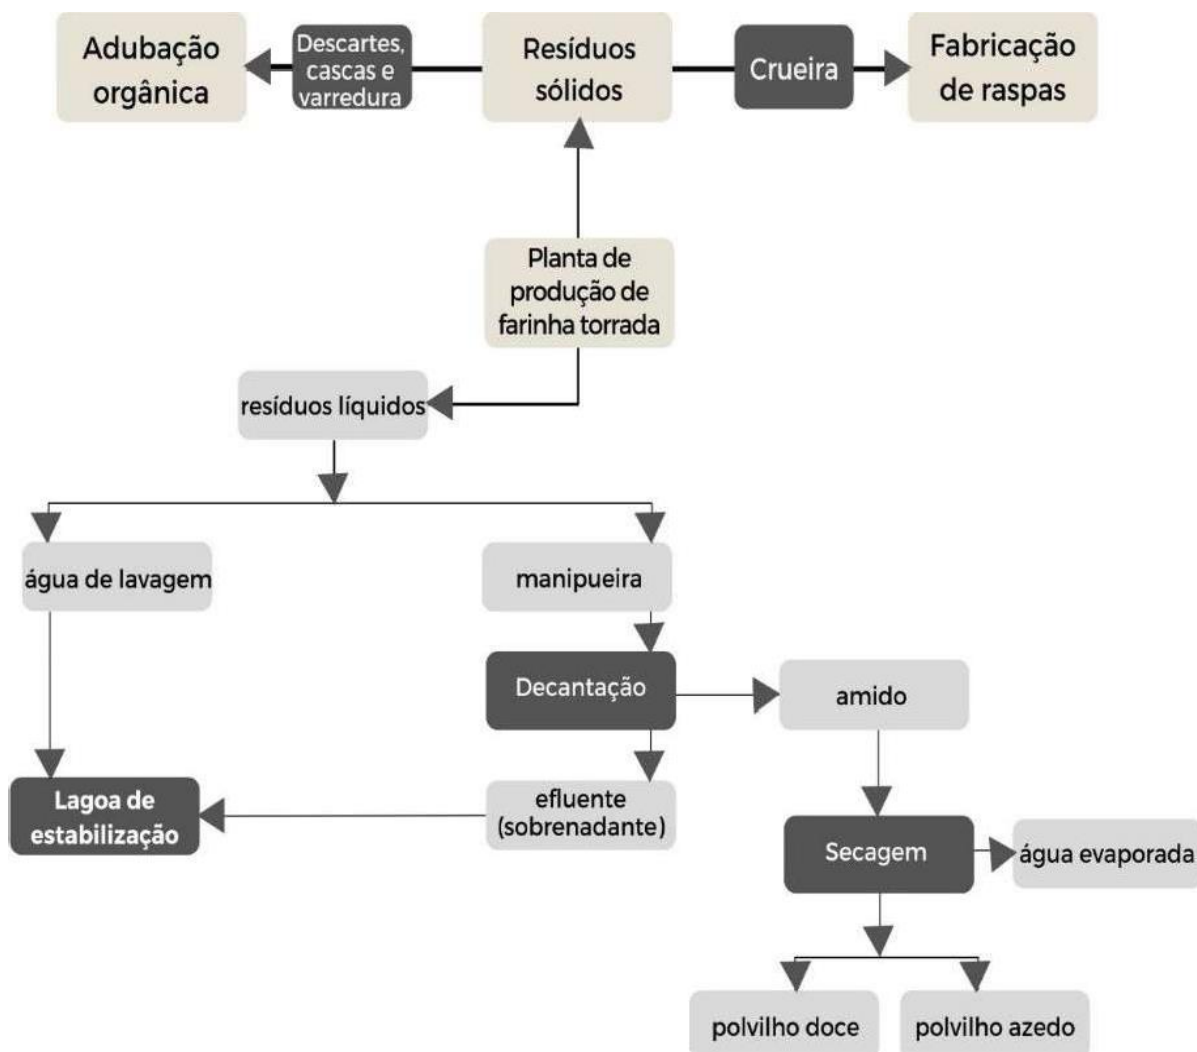 Adubação
orgânica
Descartes,
cascas e
varredura
Resíduos
sólidos
Crueira
Fabricação
de raspas
Planta de
produção de
farinha torrada
resíduos líquidos
água de lavagem
manipueira
Decantação
amido
Lagoa de
estabilização
efluente
(sobrenadante)
Secagem
água evaporada
polvilho doce
polvilho azedo